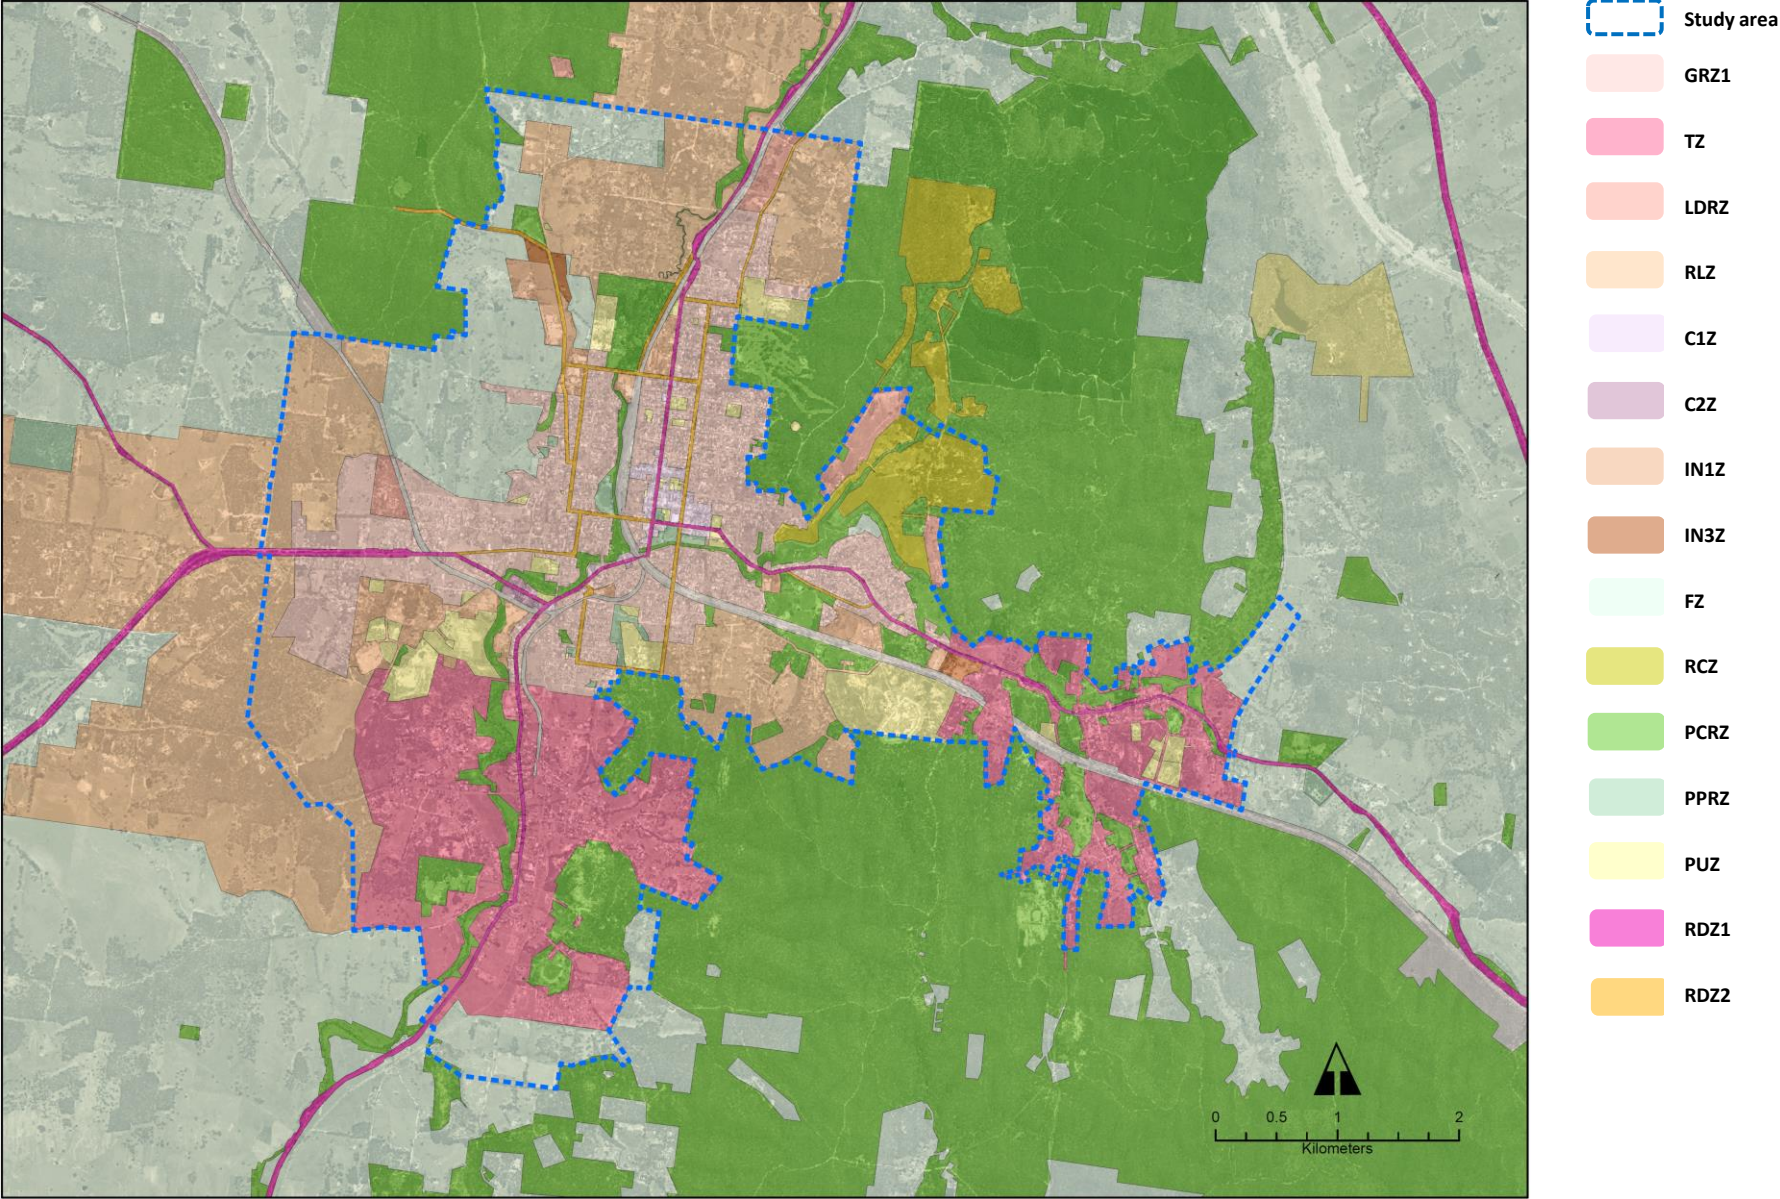 Study area
GRZ1
TZ
LDRZ
RLZ
C1Z
C2Z
IN1Z
IN3Z
FZ
RCZ
PCRZ
PPRZ
PUZ
RDZ1
RDZ2
0 0.5 1 2
Kilometers